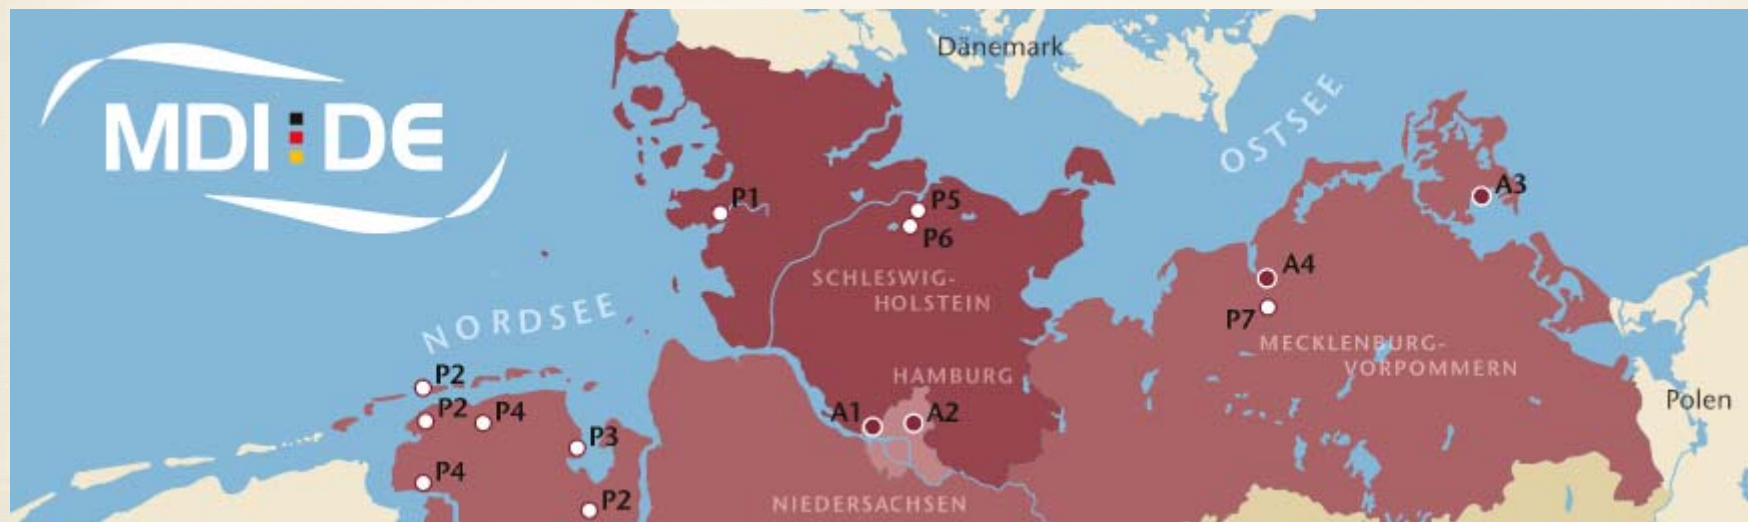 MDI:DE
Dänemark
OSTSEE
P1
P5
P6
A3
A4
P7
SCHLESWIG-
HOLSTEIN
NORDSEE
MECKLENBURG-
VORPOMMERN
HAMBURG
P2
P2
P4
A1
A2
Polen
P3
P4
P2
NIEDERSACHSEN